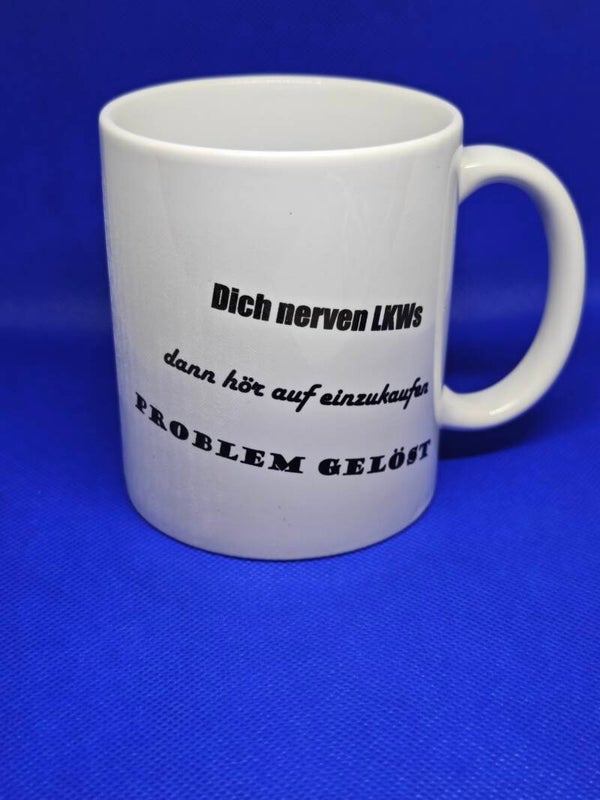 Dich nerven LKWs
dann hör auf einzukaufen
PROBLEM GELÖST